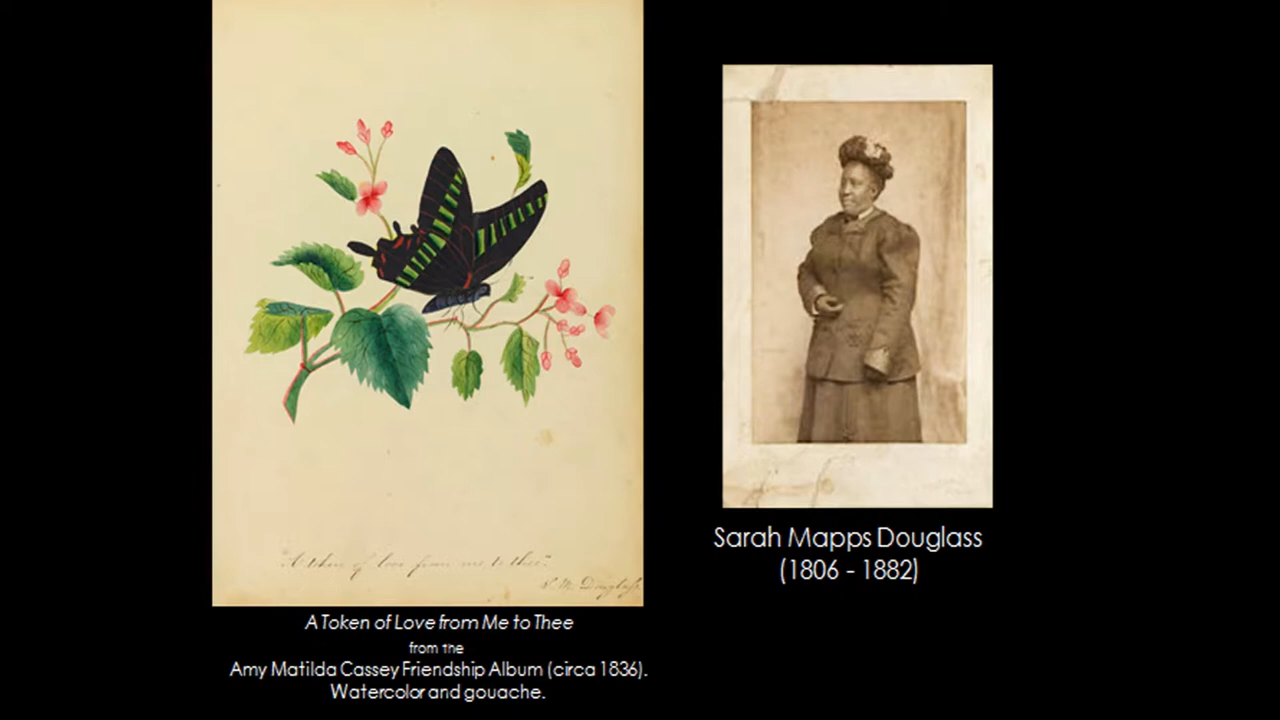 "A token of love from me to thee."
S. M. Douglass
A Token of Love from Me to Thee
from the
Amy Matilda Cassey Friendship Album (circa 1836).
Watercolor and gouache.
Sarah Mapps Douglass
(1806 - 1882)